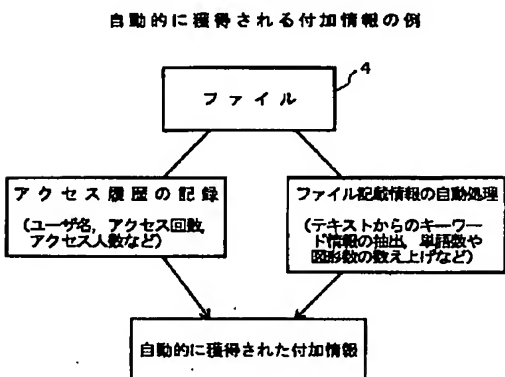 自動的に獲得される付加情報の例
4
ファイル
アクセス履歴の記録
(ユーザ名, アクセス回数,
アクセス人数など)
ファイル記載情報の自動処理
(テキストからのキーワー
ド情報の抽出, 単語数や
図形数の数え上げなど)
自動的に獲得された付加情報